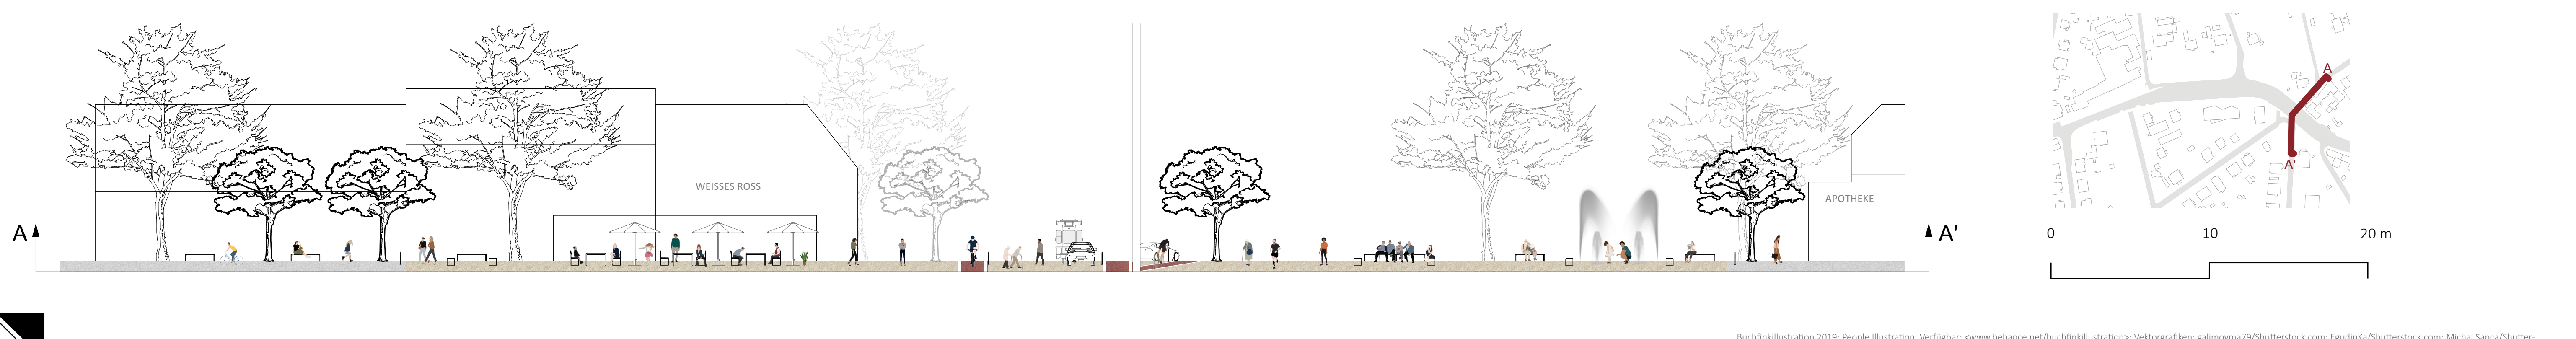 WEISSES ROSS
APOTHEKE
A
A'
A
A'
0 10 20 m
Buchfinkillustration 2019: People Illustration. Verfügbar: <www.behance.net/buchfinkillustration>; Vektorgrafiken: galimovma79/Shutterstock.com; EgudinKa/Shutterstock.com; Michal Sanca/Shutter-